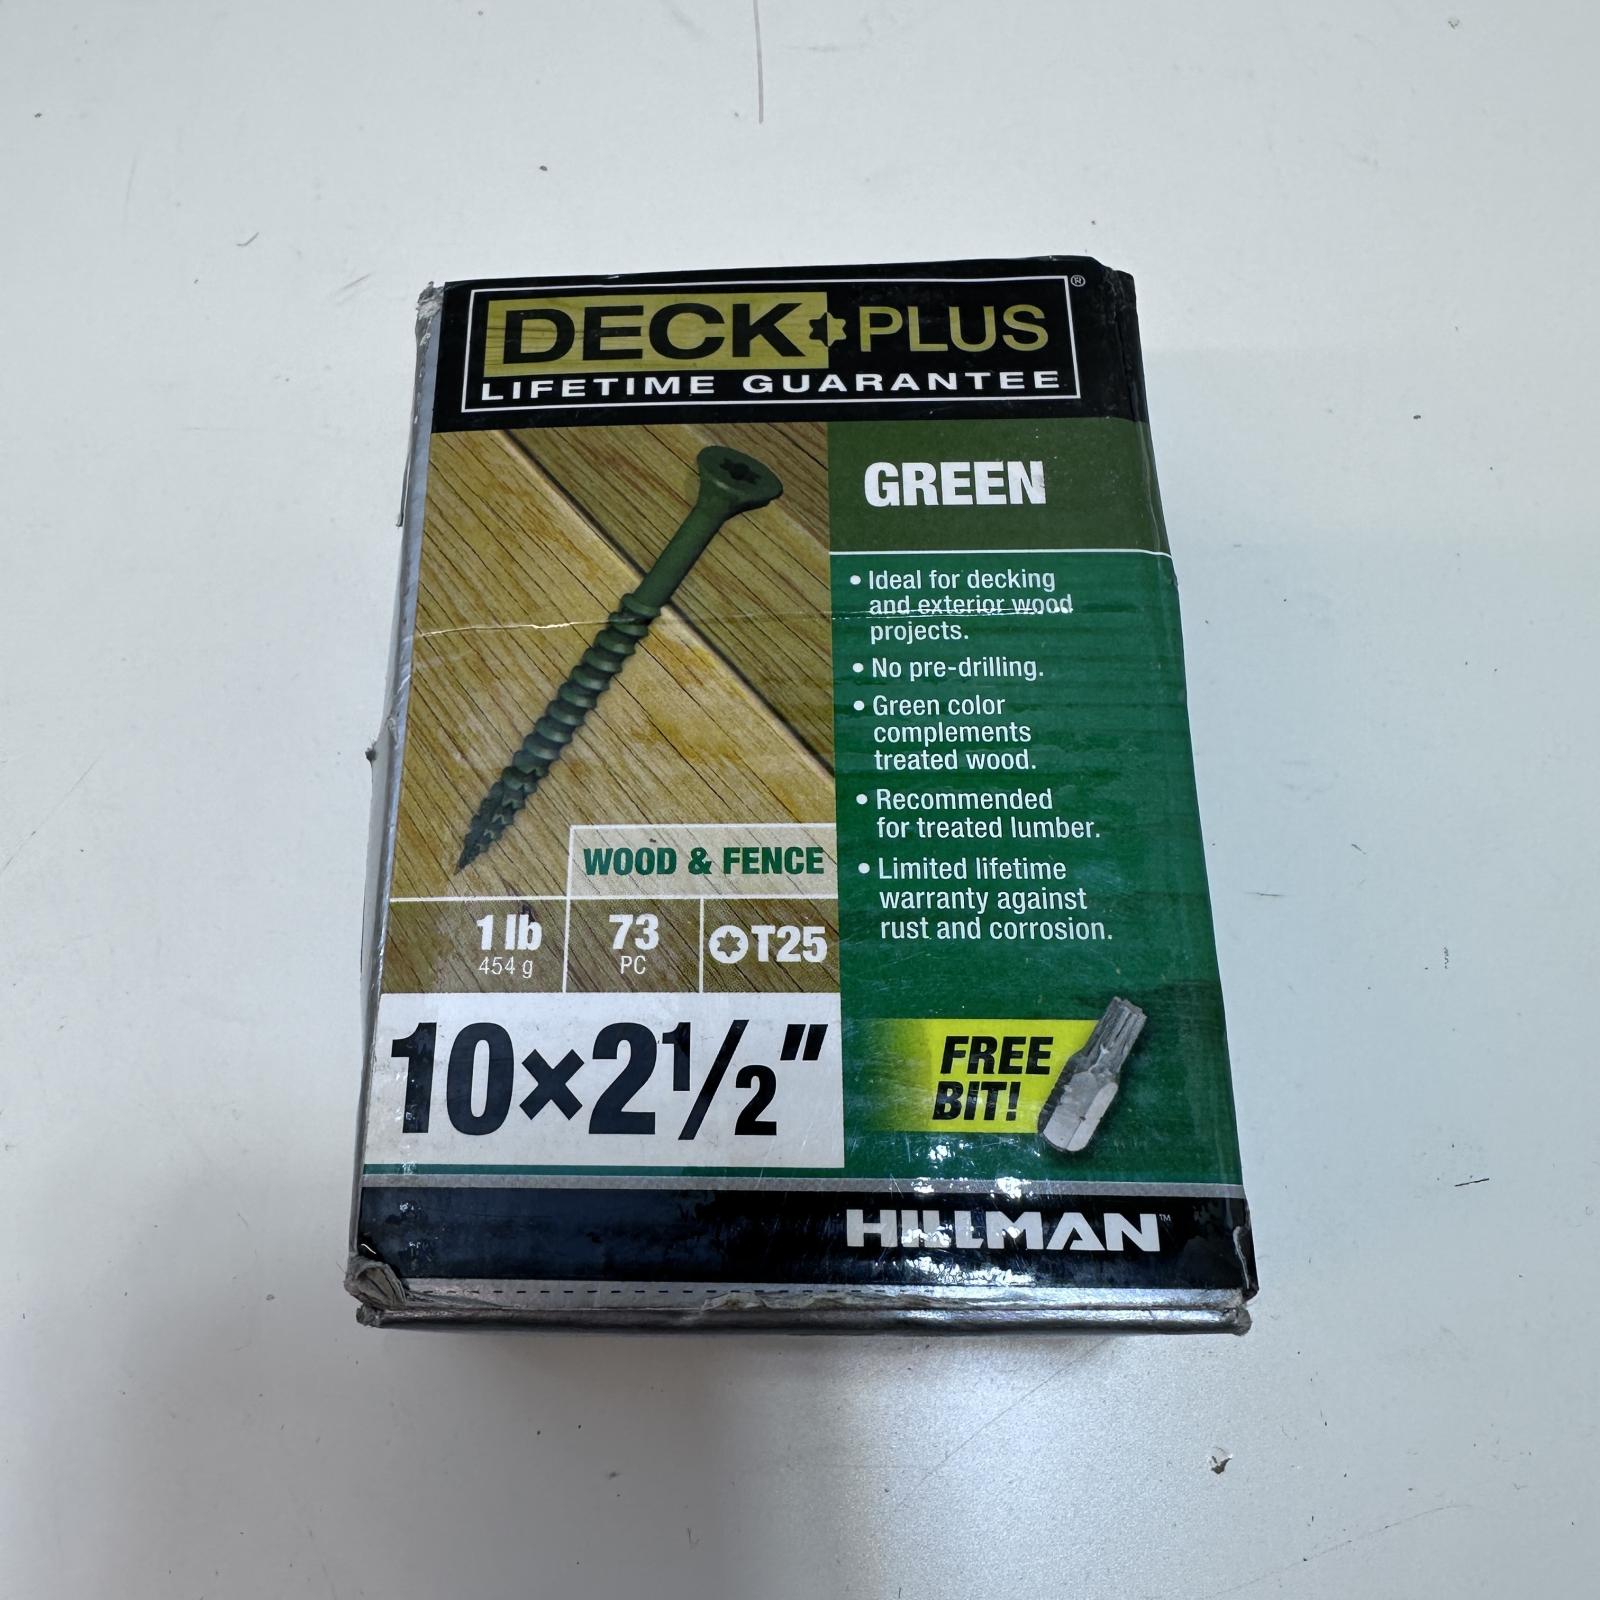 DECK PLUS®
LIFETIME GUARANTEE
GREEN
• Ideal for decking
and exterior wood
projects.
• No pre-drilling.
• Green color
complements
treated wood.
• Recommended
for treated lumber.
• Limited lifetime
warranty against
rust and corrosion.
WOOD & FENCE
1 lb
454 g
73
PC
T25
10×2½"
FREE
BIT!
HILLMAN™